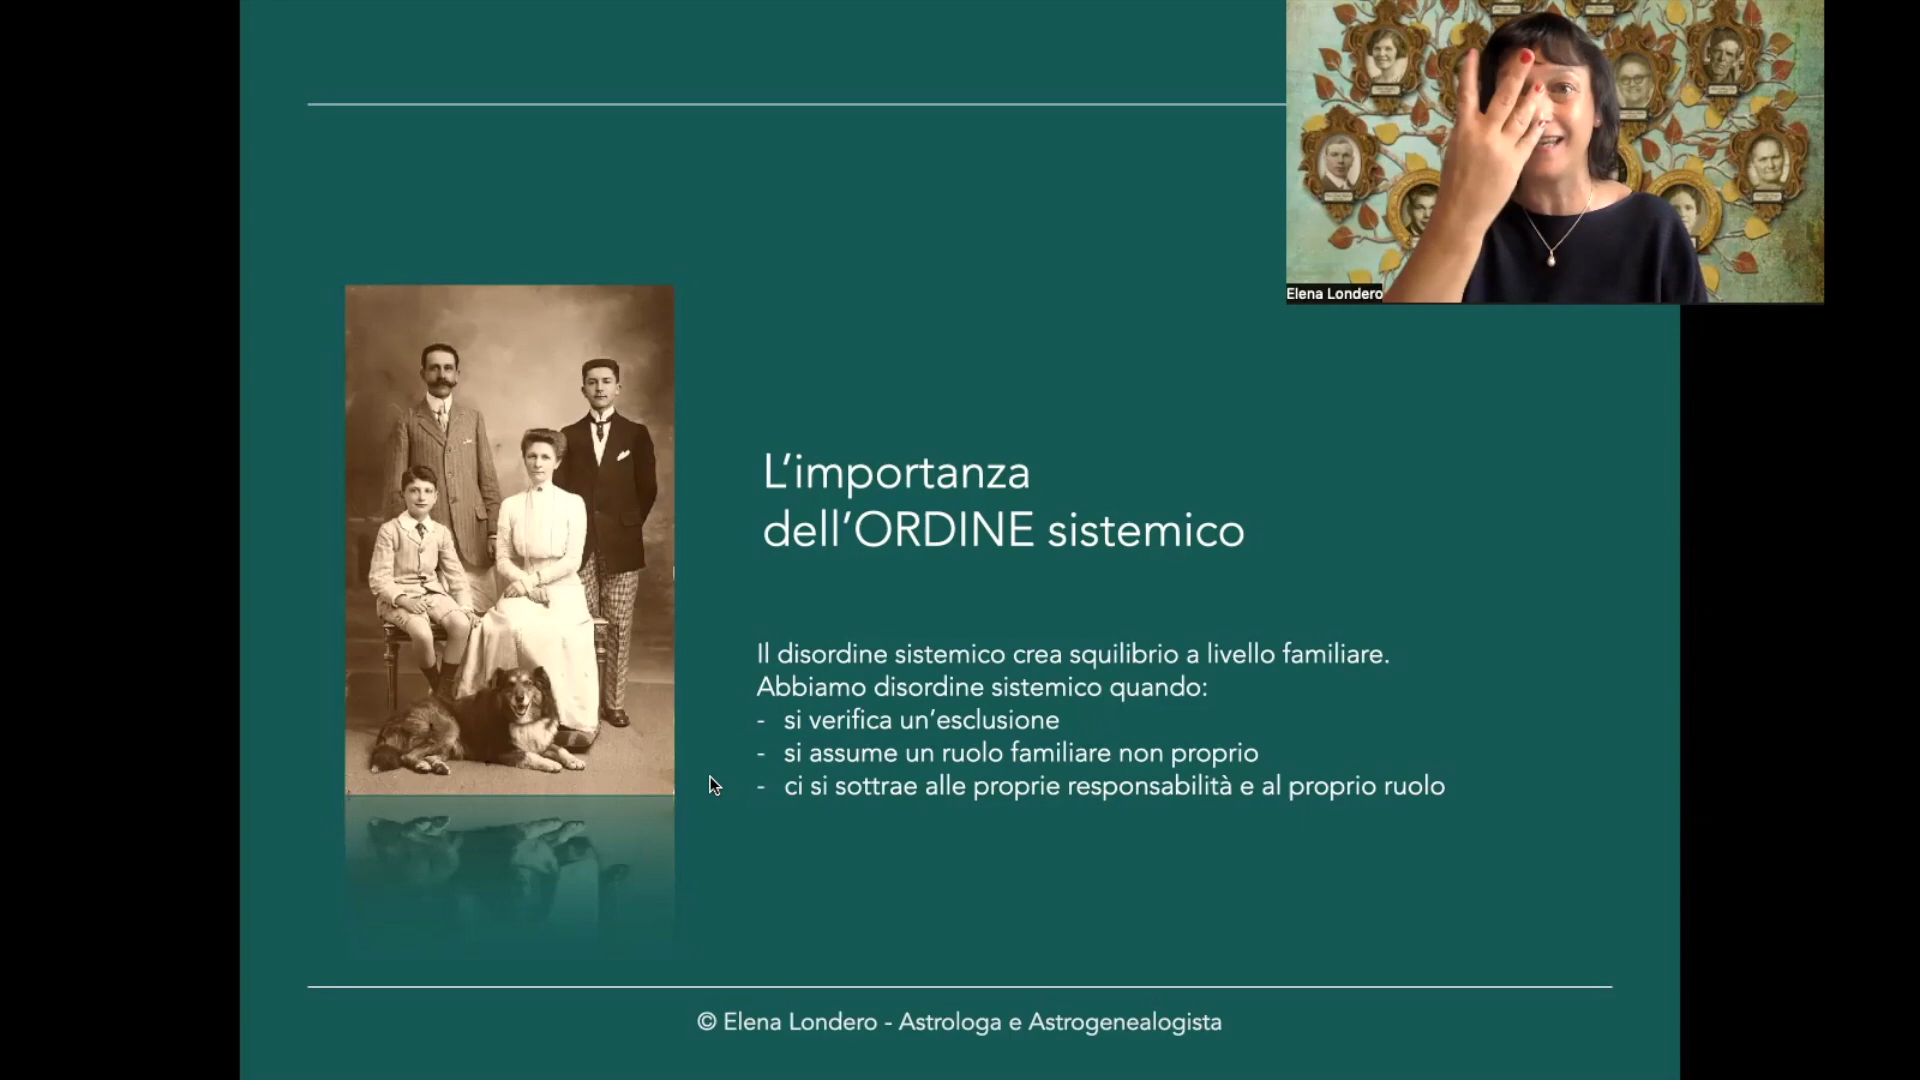 Elena Londero
L’importanza
dell’ORDINE sistemico
Il disordine sistemico crea squilibrio a livello familiare.
Abbiamo disordine sistemico quando:
- si verifica un’esclusione
- si assume un ruolo familiare non proprio
- ci si sottrae alle proprie responsabilità e al proprio ruolo
© Elena Londero - Astrologa e Astrogenealogista